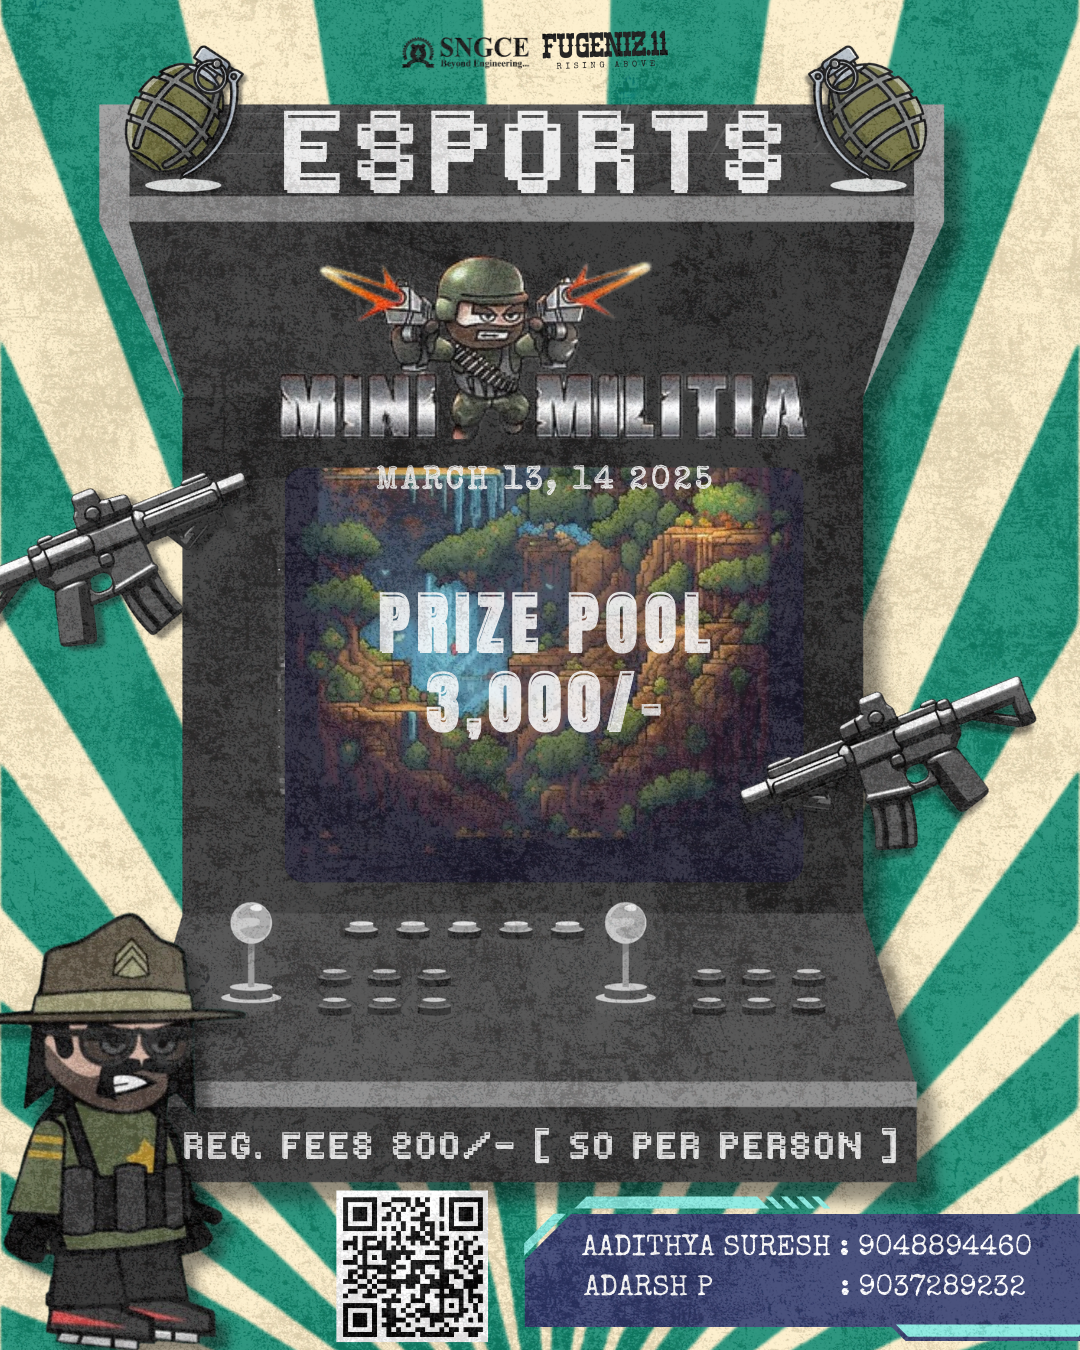 SNGCE
Beyond Engineering...
FUGENIZ.11
RISING ABOVE
ESPORTS
MINI MILITIA
MARCH 13, 14 2025
PRIZE POOL
3,000/-
REG. FEES 200/- [ 50 PER PERSON ]
AADITHYA SURESH : 9048894460
ADARSH P : 9037289232